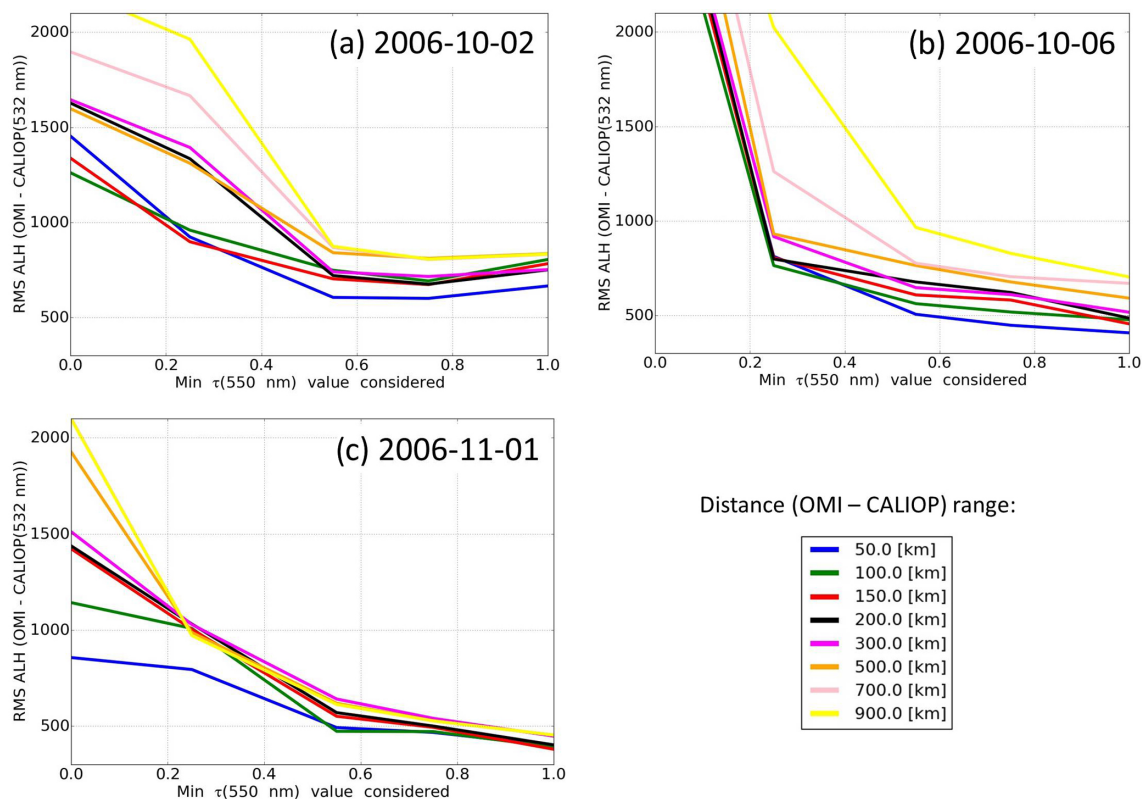 (a) 2006-10-02
2000
1500
1000
500
0.0 0.2 0.4 0.6 0.8 1.0
Min τ(550 nm) value considered
RMS ALH (OMI - CALIOP(532 nm))
(b) 2006-10-06
2000
1500
1000
500
0.0 0.2 0.4 0.6 0.8 1.0
Min τ(550 nm) value considered
RMS ALH (OMI - CALIOP(532 nm))
(c) 2006-11-01
2000
1500
1000
500
0.0 0.2 0.4 0.6 0.8 1.0
Min τ(550 nm) value considered
RMS ALH (OMI - CALIOP(532 nm))
Distance (OMI – CALIOP) range:
50.0 [km]
100.0 [km]
150.0 [km]
200.0 [km]
300.0 [km]
500.0 [km]
700.0 [km]
900.0 [km]